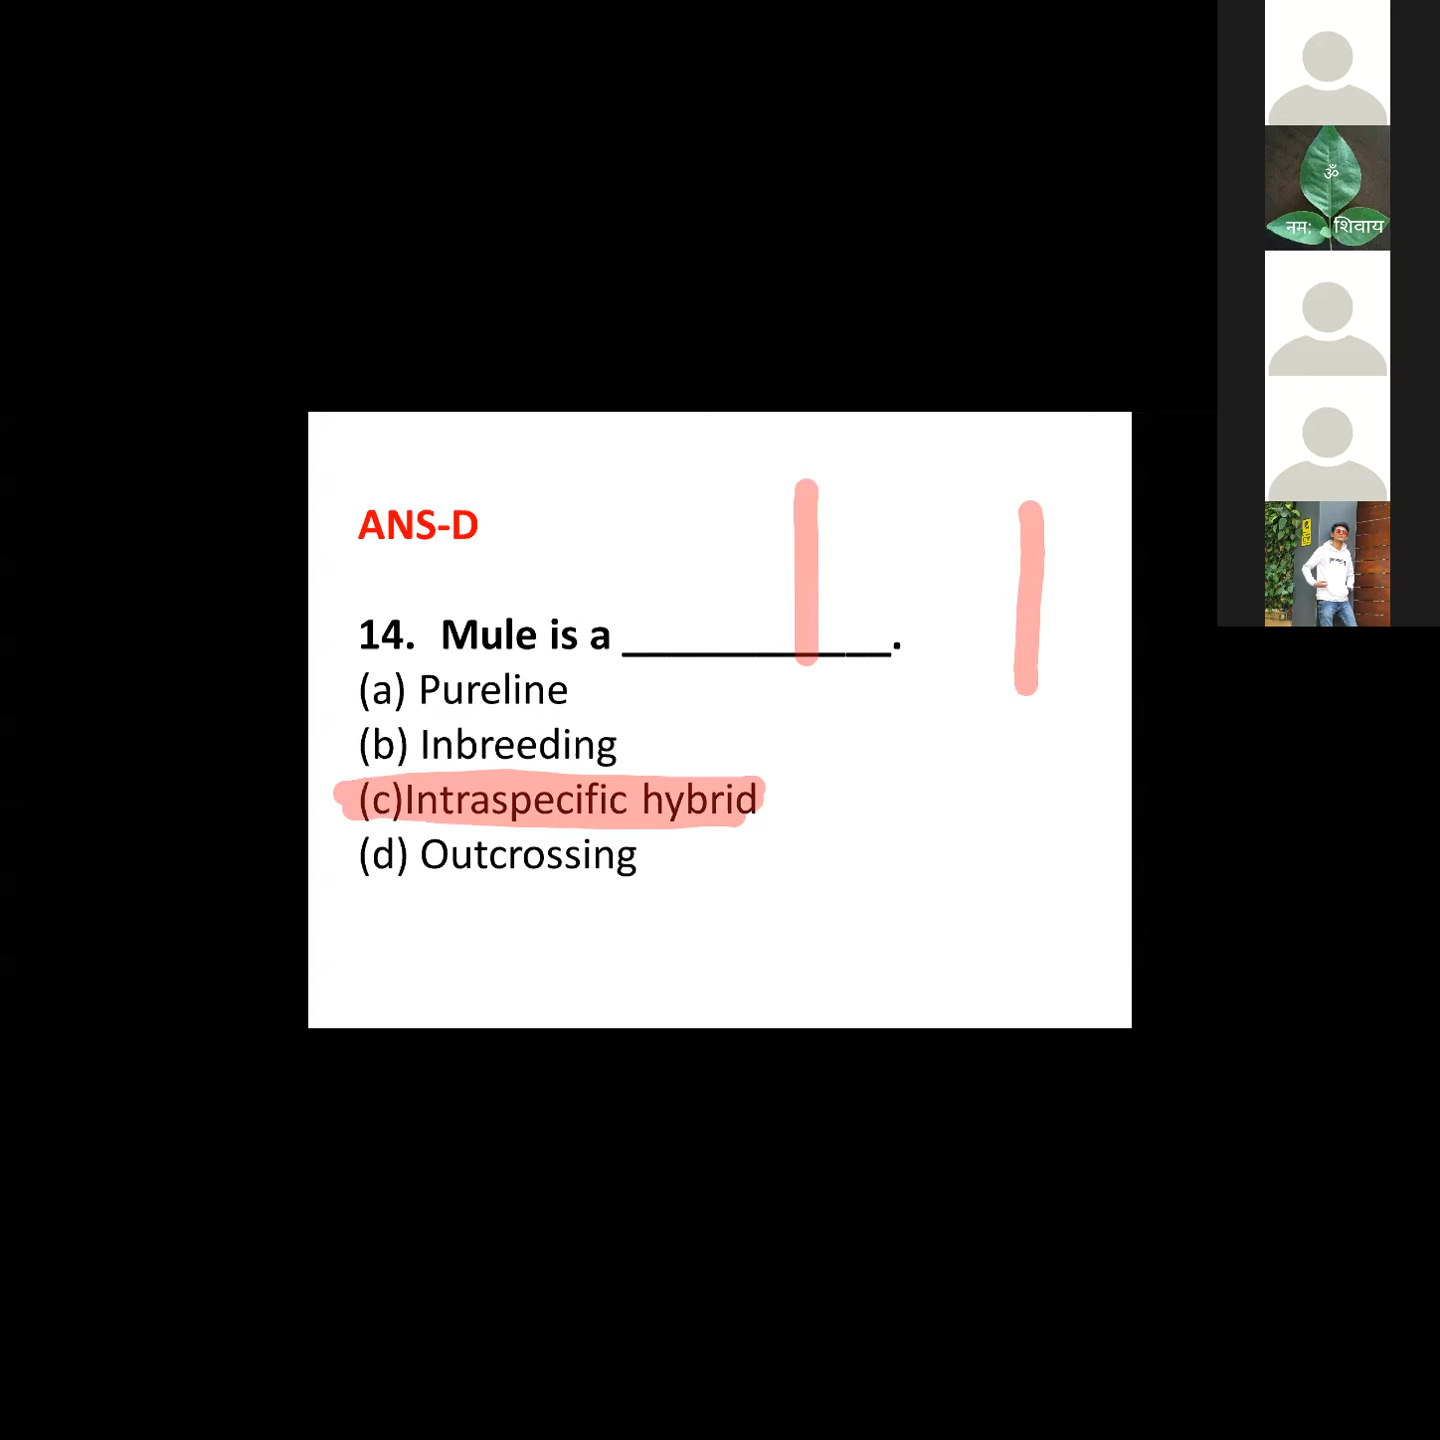 ANS-D
14. Mule is a ____________.
(a) Pureline
(b) Inbreeding
(c)Intraspecific hybrid
(d) Outcrossing
ॐ
नमः शिवाय